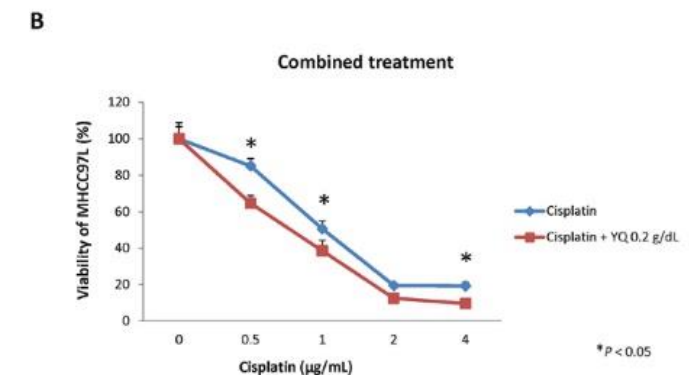 B
Combined treatment
Viability of MHCC97L (%)
120
100
80
60
40
20
0
*
*
*
0 0.5 1 2 4
Cisplatin (µg/mL)
Cisplatin
Cisplatin + YQ 0.2 g/dL
*P < 0.05